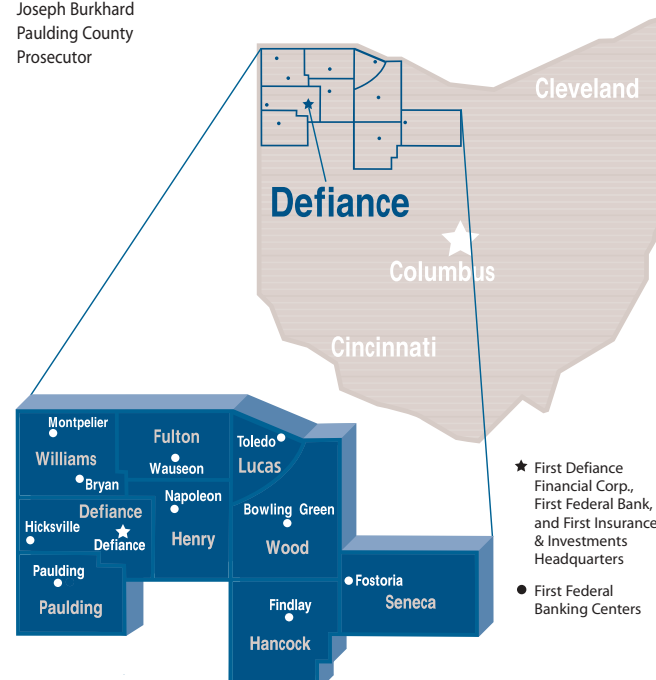 Joseph Burkhard
Paulding County
Prosecutor
Cleveland
Defiance
Columbus
Cincinnati
Montpelier
Williams
Bryan
Fulton
Wauseon
Toledo
Lucas
Defiance
Hicksville
Defiance
Napoleon
Henry
Bowling Green
Wood
Paulding
Paulding
Fostoria
Seneca
Findlay
Hancock
First Defiance
Financial Corp.,
First Federal Bank,
and First Insurance
& Investments
Headquarters
First Federal
Banking Centers